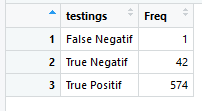 testings Freq
1 False Negatif 1
2 True Negatif 42
3 True Positif 574